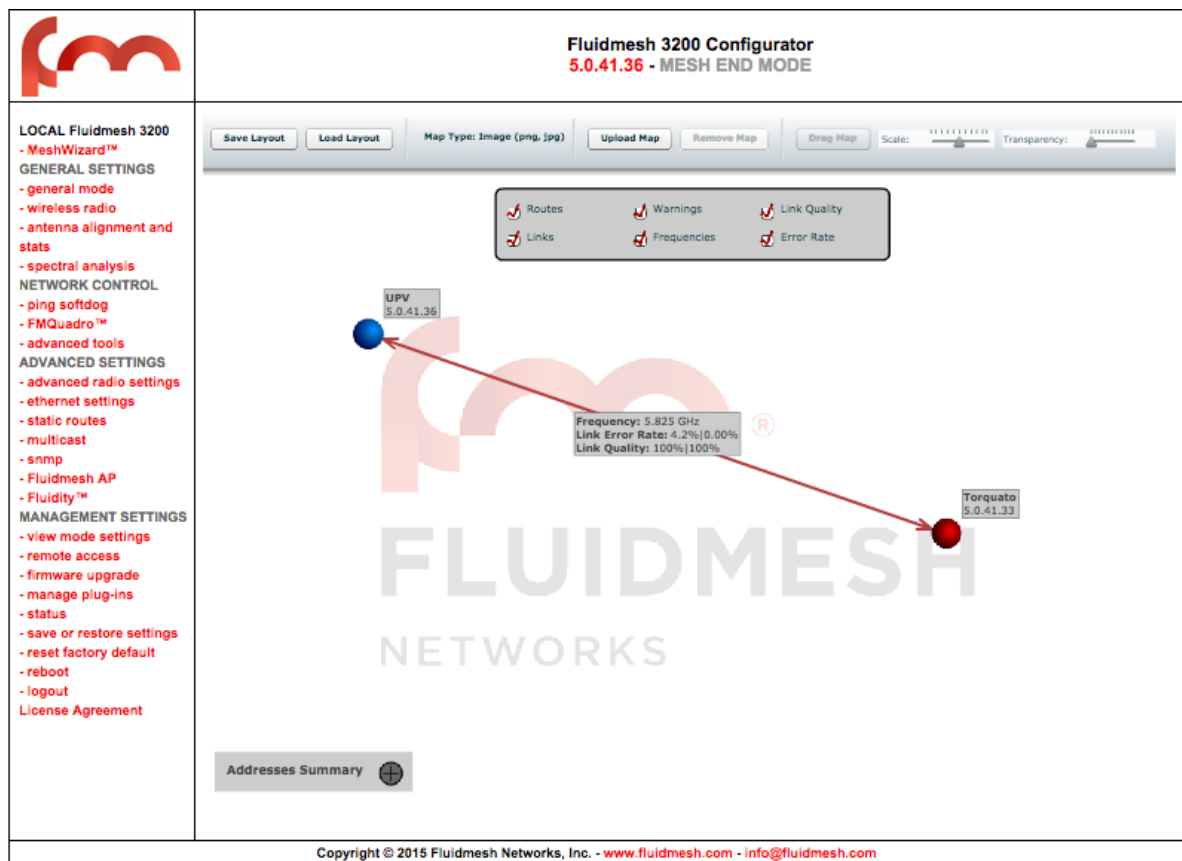 Fluidmesh 3200 Configurator
5.0.41.36 - MESH END MODE
LOCAL Fluidmesh 3200
- MeshWizard™
GENERAL SETTINGS
- general mode
- wireless radio
- antenna alignment and
stats
- spectral analysis
NETWORK CONTROL
- ping softdog
- FMQuadro™
- advanced tools
ADVANCED SETTINGS
- advanced radio settings
- ethernet settings
- static routes
- multicast
- snmp
- Fluidmesh AP
- Fluidity™
MANAGEMENT SETTINGS
- view mode settings
- remote access
- firmware upgrade
- manage plug-ins
- status
- save or restore settings
- reset factory default
- reboot
- logout
License Agreement
Save Layout Load Layout Map Type: Image (png, jpg) Upload Map Remove Map Drag Map Scale: Transparency:
Routes Warnings Link Quality
Links Frequencies Error Rate
UPV
5.0.41.36
Frequency: 5.825 GHz
Link Error Rate: 4.2%|0.00%
Link Quality: 100%|100%
®
Torquato
5.0.41.33
FLUIDMESH
NETWORKS
Addresses Summary
Copyright © 2015 Fluidmesh Networks, Inc. - www.fluidmesh.com - info@fluidmesh.com